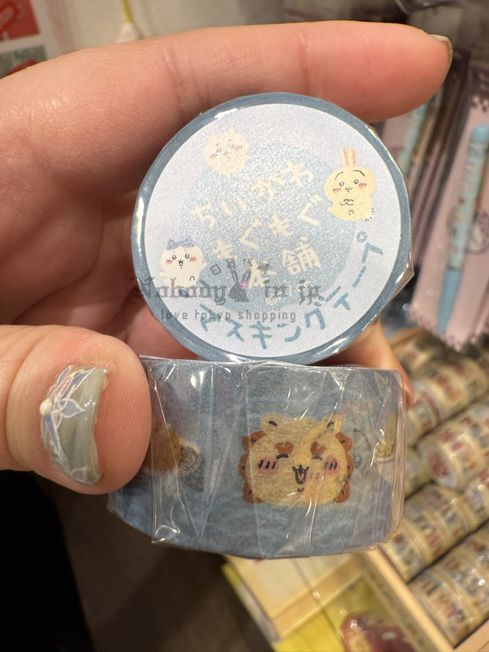 ちいかわ
もぐもぐ
本舗
マスキングテープ
日
Nobody in jp
love tokyo shopping